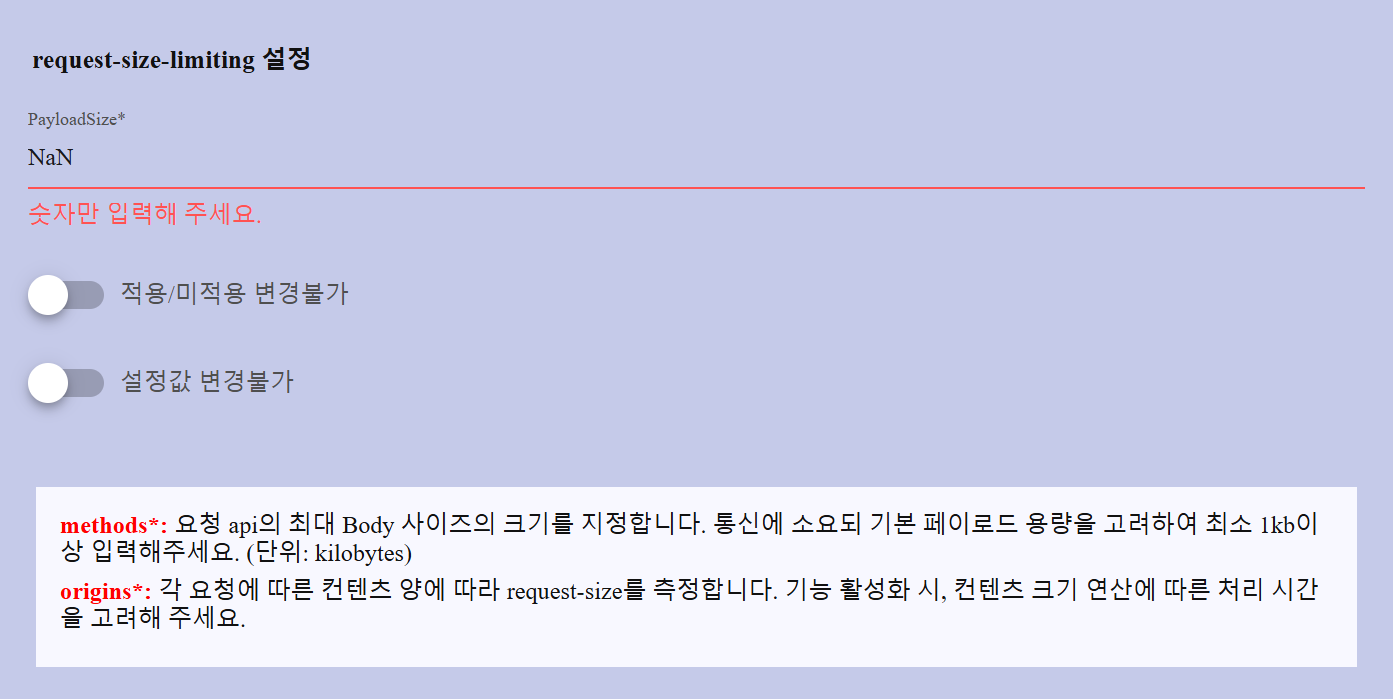 request-size-limiting 설정
PayloadSize*
NaN
숫자만 입력해 주세요.
적용/미적용 변경불가
설정값 변경불가
methods*: 요청 api의 최대 Body 사이즈의 크기를 지정합니다. 통신에 소요되 기본 페이로드 용량을 고려하여 최소 1kb이
상 입력해주세요. (단위: kilobytes)
origins*: 각 요청에 따른 컨텐츠 양에 따라 request-size를 측정합니다. 기능 활성화 시, 컨텐츠 크기 연산에 따른 처리 시간
을 고려해 주세요.